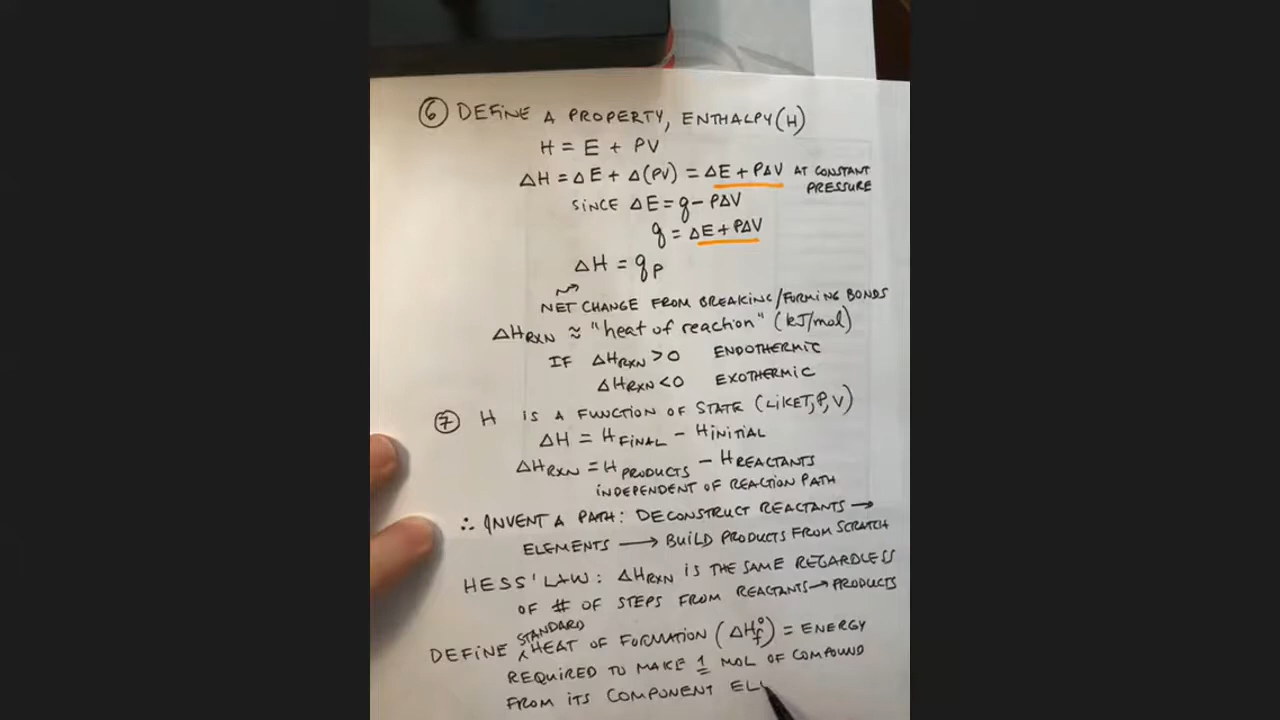 ⑥ DEFINE A PROPERTY, ENTHALPY (H)
H = E + PV
ΔH = ΔE + Δ(PV) = ΔE + PΔV AT CONSTANT
PRESSURE
SINCE ΔE = q - PΔV
q = ΔE + PΔV
ΔH = qP
NET CHANGE FROM BREAKING/FORMING BONDS
ΔHRXN ≈ "heat of reaction" (kJ/mol)
IF ΔHRXN > 0 ENDOTHERMIC
ΔHRXN < 0 EXOTHERMIC
⑦ H IS A FUNCTION OF STATE (LIKE T, P, V)
ΔH = HFINAL - HINITIAL
ΔHRXN = HPRODUCTS - HREACTANTS
INDEPENDENT OF REACTION PATH
∴ INVENT A PATH: DECONSTRUCT REACTANTS →
ELEMENTS → BUILD PRODUCTS FROM SCRATCH
HESS' LAW: ΔHRXN IS THE SAME REGARDLESS
OF # OF STEPS FROM REACTANTS → PRODUCTS
STANDARD
DEFINE ^ HEAT OF FORMATION (ΔHf°) = ENERGY
REQUIRED TO MAKE 1 MOL OF COMPOUND
FROM ITS COMPONENT EL